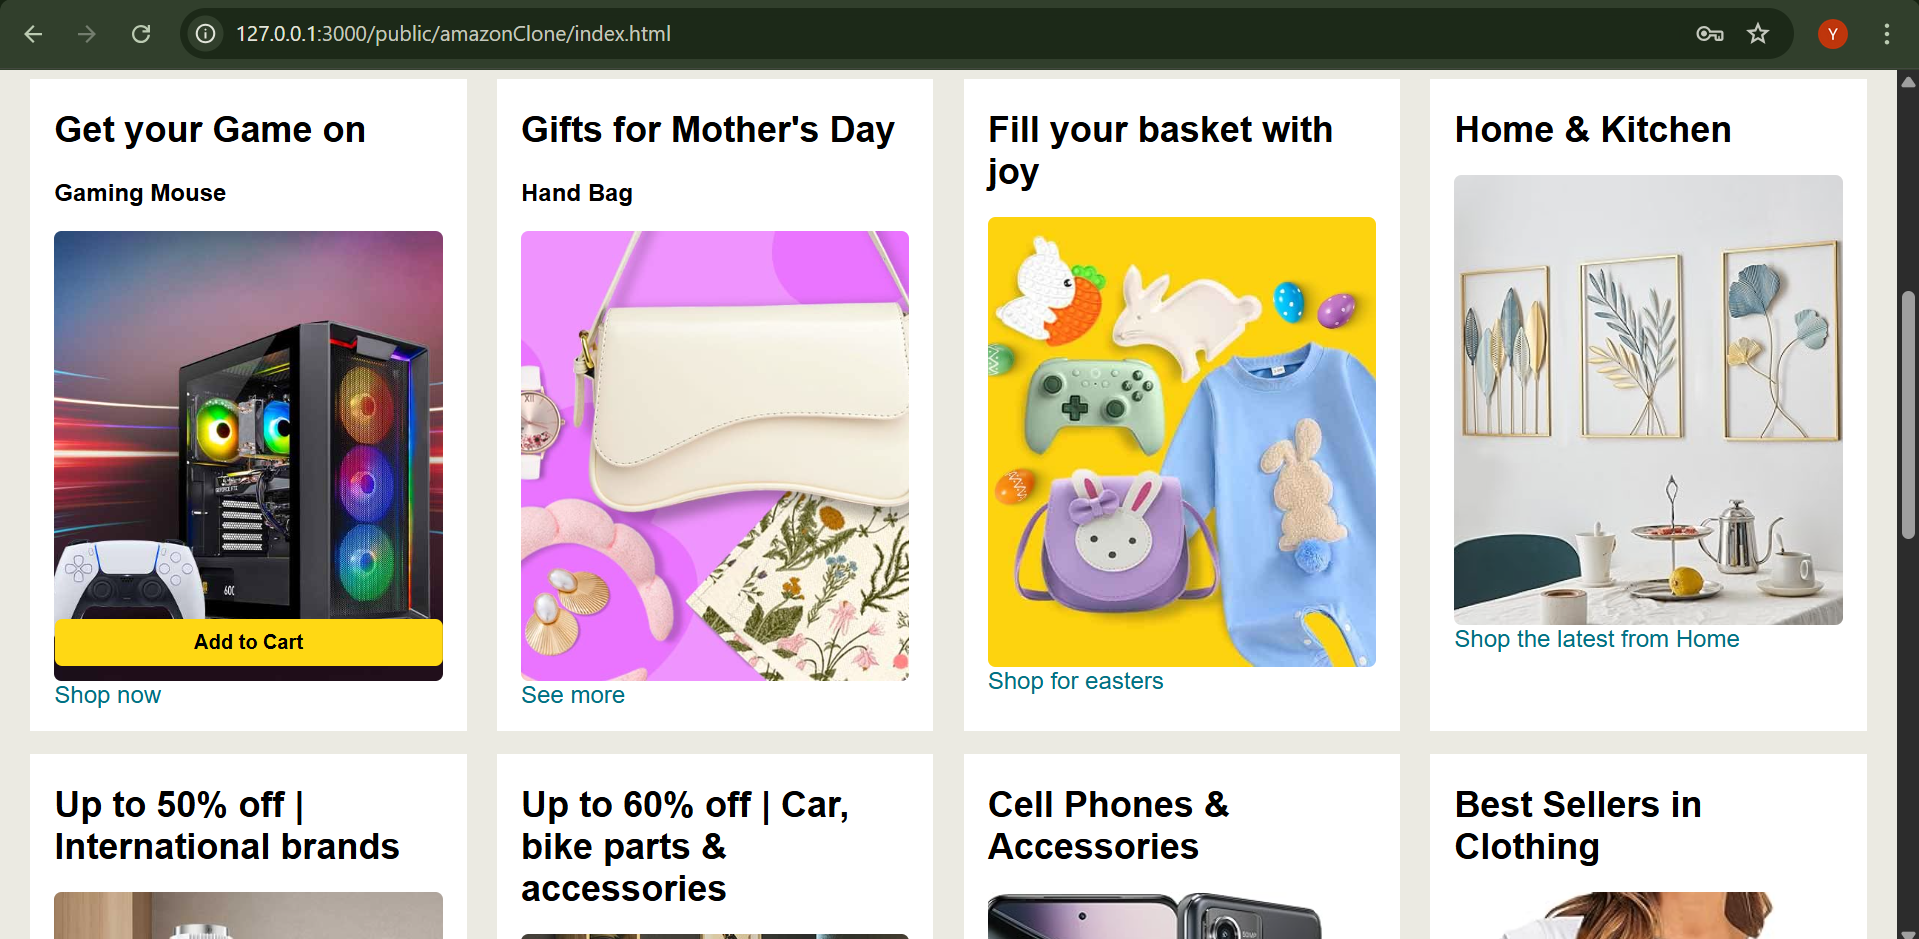 127.0.0.1:3000/public/amazonClone/index.html
Y
Get your Game on
Gaming Mouse
Add to Cart
Shop now
Gifts for Mother's Day
Hand Bag
XII
See more
Fill your basket with
joy
Shop for easters
Home & Kitchen
Shop the latest from Home
Up to 50% off |
International brands
Up to 60% off | Car,
bike parts &
accessories
Cell Phones &
Accessories
Best Sellers in
Clothing